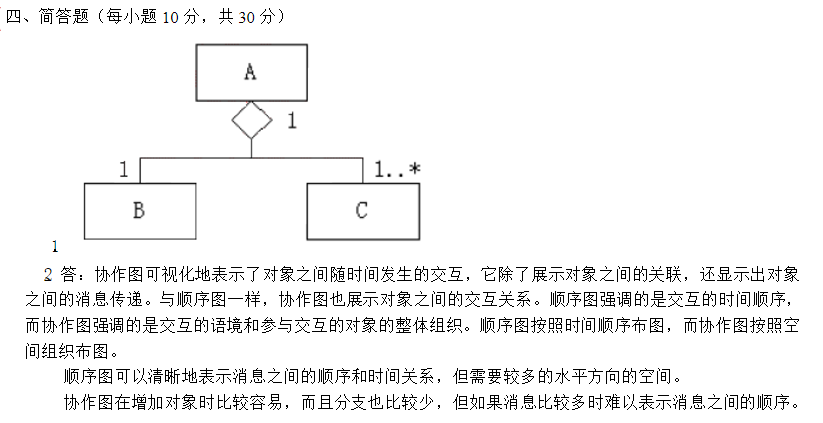 四、简答题（每小题 10 分，共 30 分）
A
1
1
1..*
B
C
1
2 答：协作图可视化地表示了对象之间随时间发生的交互，它除了展示对象之间的关联，还显示出对象
之间的消息传递。与顺序图一样，协作图也展示对象之间的交互关系。顺序图强调的是交互的时间顺序，
而协作图强调的是交互的语境和参与交互的对象的整体组织。顺序图按照时间顺序布图，而协作图按照空
间组织布图。
顺序图可以清晰地表示消息之间的顺序和时间关系，但需要较多的水平方向的空间。
协作图在增加对象时比较容易，而且分支也比较少，但如果消息比较多时难以表示消息之间的顺序。